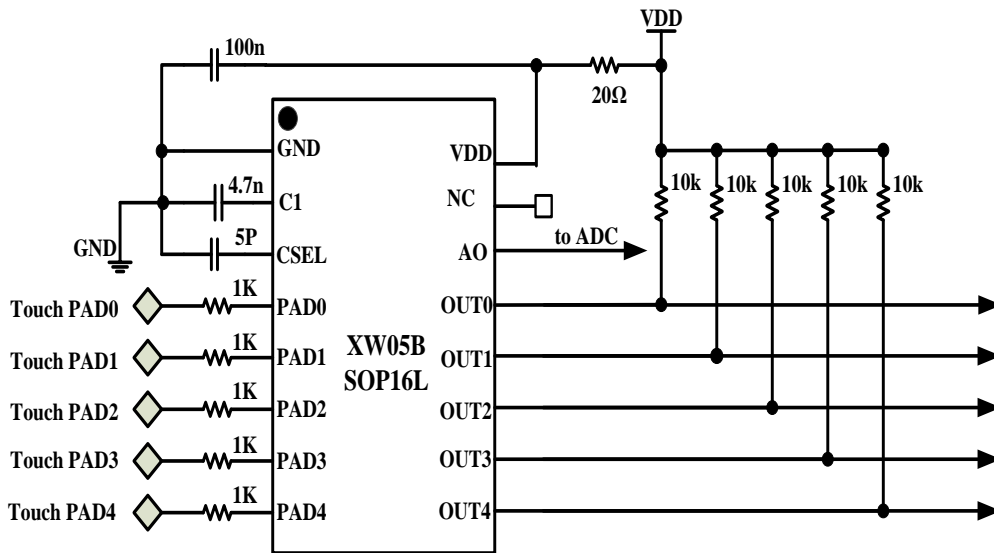 VDD
100n
20Ω
GND
VDD
10k
10k
10k
10k
10k
4.7n
C1
NC
GND
5P
CSEL
AO
to ADC
Touch PAD0
1K
PAD0
OUT0
Touch PAD1
1K
PAD1
XW05B
SOP16L
OUT1
Touch PAD2
1K
PAD2
OUT2
Touch PAD3
1K
PAD3
OUT3
Touch PAD4
1K
PAD4
OUT4